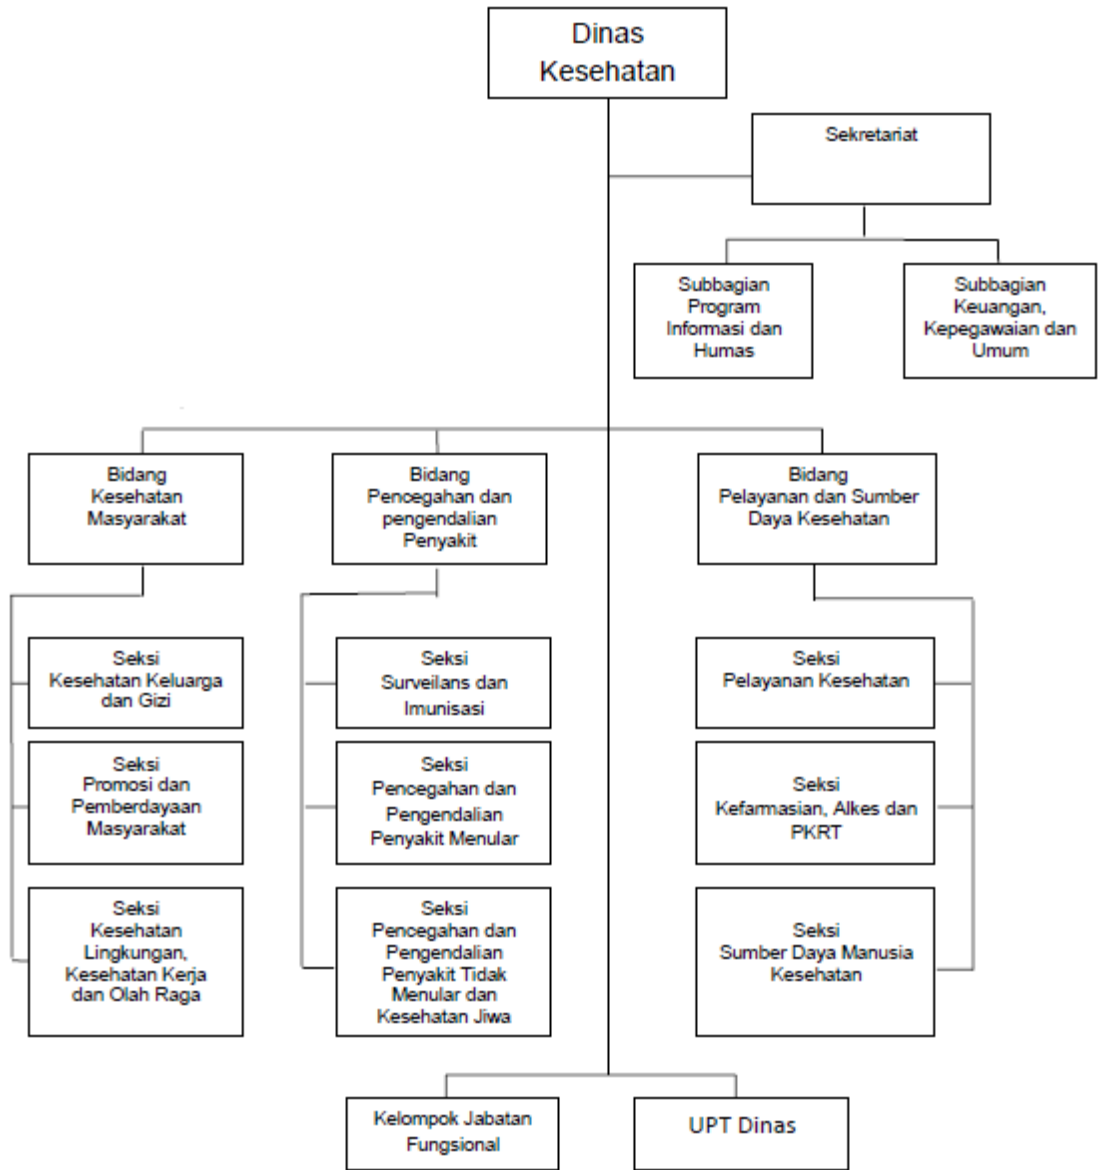 Dinas
Kesehatan
Sekretariat
Subbagian
Program
Informasi dan
Humas
Subbagian
Keuangan,
Kepegawaian dan
Umum
Bidang
Kesehatan
Masyarakat
Bidang
Pencegahan dan
pengendalian
Penyakit
Bidang
Pelayanan dan Sumber
Daya Kesehatan
Seksi
Kesehatan Keluarga
dan Gizi
Seksi
Surveilans dan
Imunisasi
Seksi
Pelayanan Kesehatan
Seksi
Promosi dan
Pemberdayaan
Masyarakat
Seksi
Pencegahan dan
Pengendalian
Penyakit Menular
Seksi
Kefarmasian, Alkes dan
PKRT
Seksi
Kesehatan
Lingkungan,
Kesehatan Kerja
dan Olah Raga
Seksi
Pencegahan dan
Pengendalian
Penyakit Tidak
Menular dan
Kesehatan Jiwa
Seksi
Sumber Daya Manusia
Kesehatan
Kelompok Jabatan
Fungsional
UPT Dinas